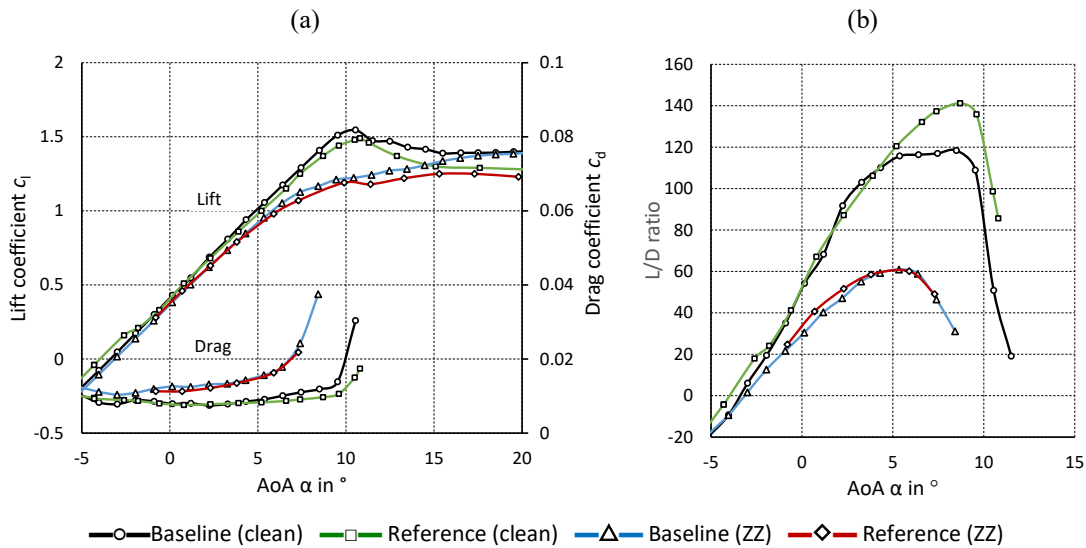 (a)
(b)
2
1.5
1
0.5
0
-0.5
Lift coefficient cl
0.1
0.08
0.06
0.04
0.02
0
Drag coefficient cd
Lift
Drag
-5 0 5 10 15 20
AoA α in °
160
140
120
100
80
60
40
20
0
-20
L/D ratio
-5 0 5 10 15
AoA α in °
Baseline (clean) Reference (clean) Baseline (ZZ) Reference (ZZ)